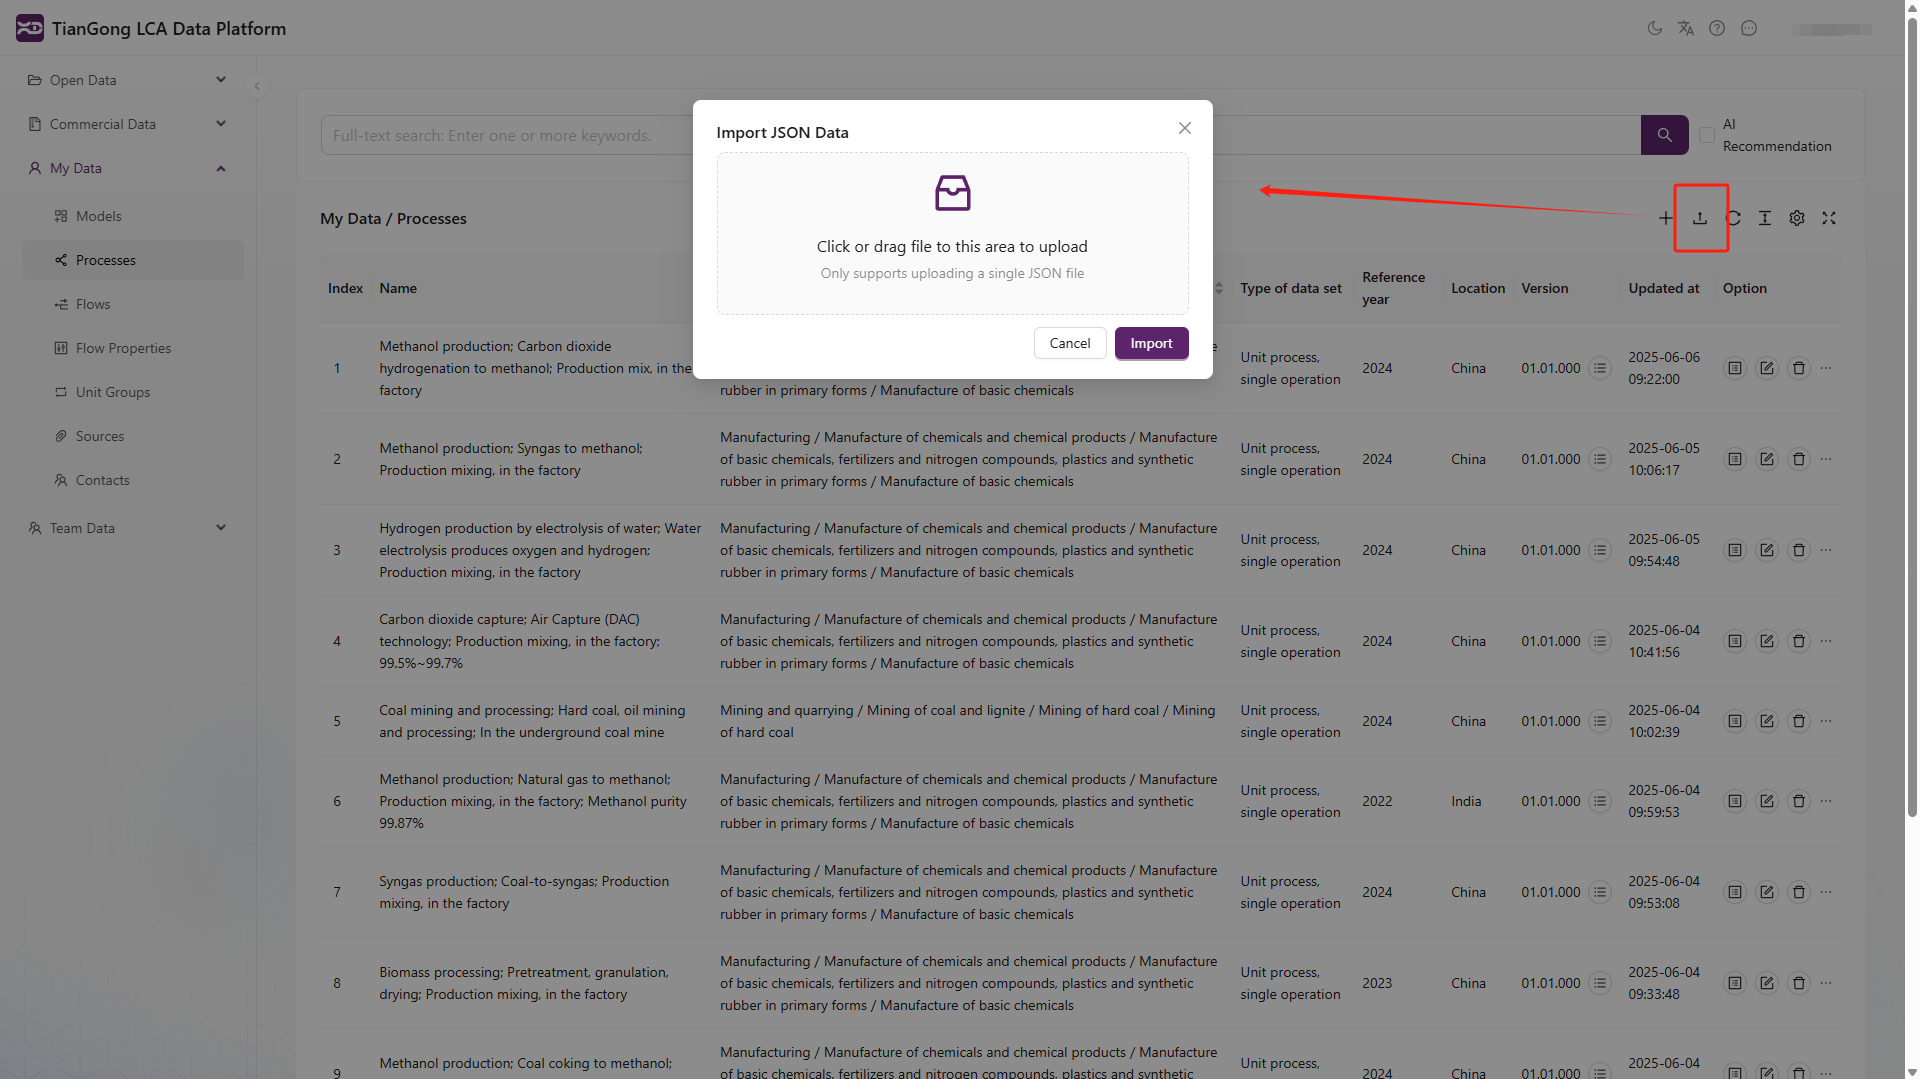 TianGong LCA Data Platform
Open Data
Commercial Data
My Data
Models
Processes
Flows
Flow Properties
Unit Groups
Sources
Contacts
Team Data
Full-text search: Enter one or more keywords.
AI
Recommendation
Import JSON Data
Click or drag file to this area to upload
Only supports uploading a single JSON file
Cancel
Import
My Data / Processes
Index
Name
Type of data set
Reference
year
Location
Version
Updated at
Option
1
Methanol production; Carbon dioxide
hydrogenation to methanol; Production mix, in the
factory
rubber in primary forms / Manufacture of basic chemicals
Unit process,
single operation
2024
China
01.01.000
2025-06-06
09:22:00
2
Methanol production; Syngas to methanol;
Production mixing, in the factory
Manufacturing / Manufacture of chemicals and chemical products / Manufacture
of basic chemicals, fertilizers and nitrogen compounds, plastics and synthetic
rubber in primary forms / Manufacture of basic chemicals
Unit process,
single operation
2024
China
01.01.000
2025-06-05
10:06:17
3
Hydrogen production by electrolysis of water; Water
electrolysis produces oxygen and hydrogen;
Production mixing, in the factory
Manufacturing / Manufacture of chemicals and chemical products / Manufacture
of basic chemicals, fertilizers and nitrogen compounds, plastics and synthetic
rubber in primary forms / Manufacture of basic chemicals
Unit process,
single operation
2024
China
01.01.000
2025-06-05
09:54:48
4
Carbon dioxide capture; Air Capture (DAC)
technology; Production mixing, in the factory;
99.5%~99.7%
Manufacturing / Manufacture of chemicals and chemical products / Manufacture
of basic chemicals, fertilizers and nitrogen compounds, plastics and synthetic
rubber in primary forms / Manufacture of basic chemicals
Unit process,
single operation
2024
China
01.01.000
2025-06-04
10:41:56
5
Coal mining and processing; Hard coal, oil mining
and processing; In the underground coal mine
Mining and quarrying / Mining of coal and lignite / Mining of hard coal / Mining
of hard coal
Unit process,
single operation
2024
China
01.01.000
2025-06-04
10:02:39
6
Methanol production; Natural gas to methanol;
Production mixing, in the factory; Methanol purity
99.87%
Manufacturing / Manufacture of chemicals and chemical products / Manufacture
of basic chemicals, fertilizers and nitrogen compounds, plastics and synthetic
rubber in primary forms / Manufacture of basic chemicals
Unit process,
single operation
2022
India
01.01.000
2025-06-04
09:59:53
7
Syngas production; Coal-to-syngas; Production
mixing, in the factory
Manufacturing / Manufacture of chemicals and chemical products / Manufacture
of basic chemicals, fertilizers and nitrogen compounds, plastics and synthetic
rubber in primary forms / Manufacture of basic chemicals
Unit process,
single operation
2024
China
01.01.000
2025-06-04
09:53:08
8
Biomass processing; Pretreatment, granulation,
drying; Production mixing, in the factory
Manufacturing / Manufacture of chemicals and chemical products / Manufacture
of basic chemicals, fertilizers and nitrogen compounds, plastics and synthetic
rubber in primary forms / Manufacture of basic chemicals
Unit process,
single operation
2023
China
01.01.000
2025-06-04
09:33:48
9
Methanol production; Coal coking to methanol;
Manufacturing / Manufacture of chemicals and chemical products / Manufacture
of basic chemicals, fertilizers and nitrogen compounds, plastics and synthetic
Unit process,
single operation
2024
China
01.01.000
2025-06-04